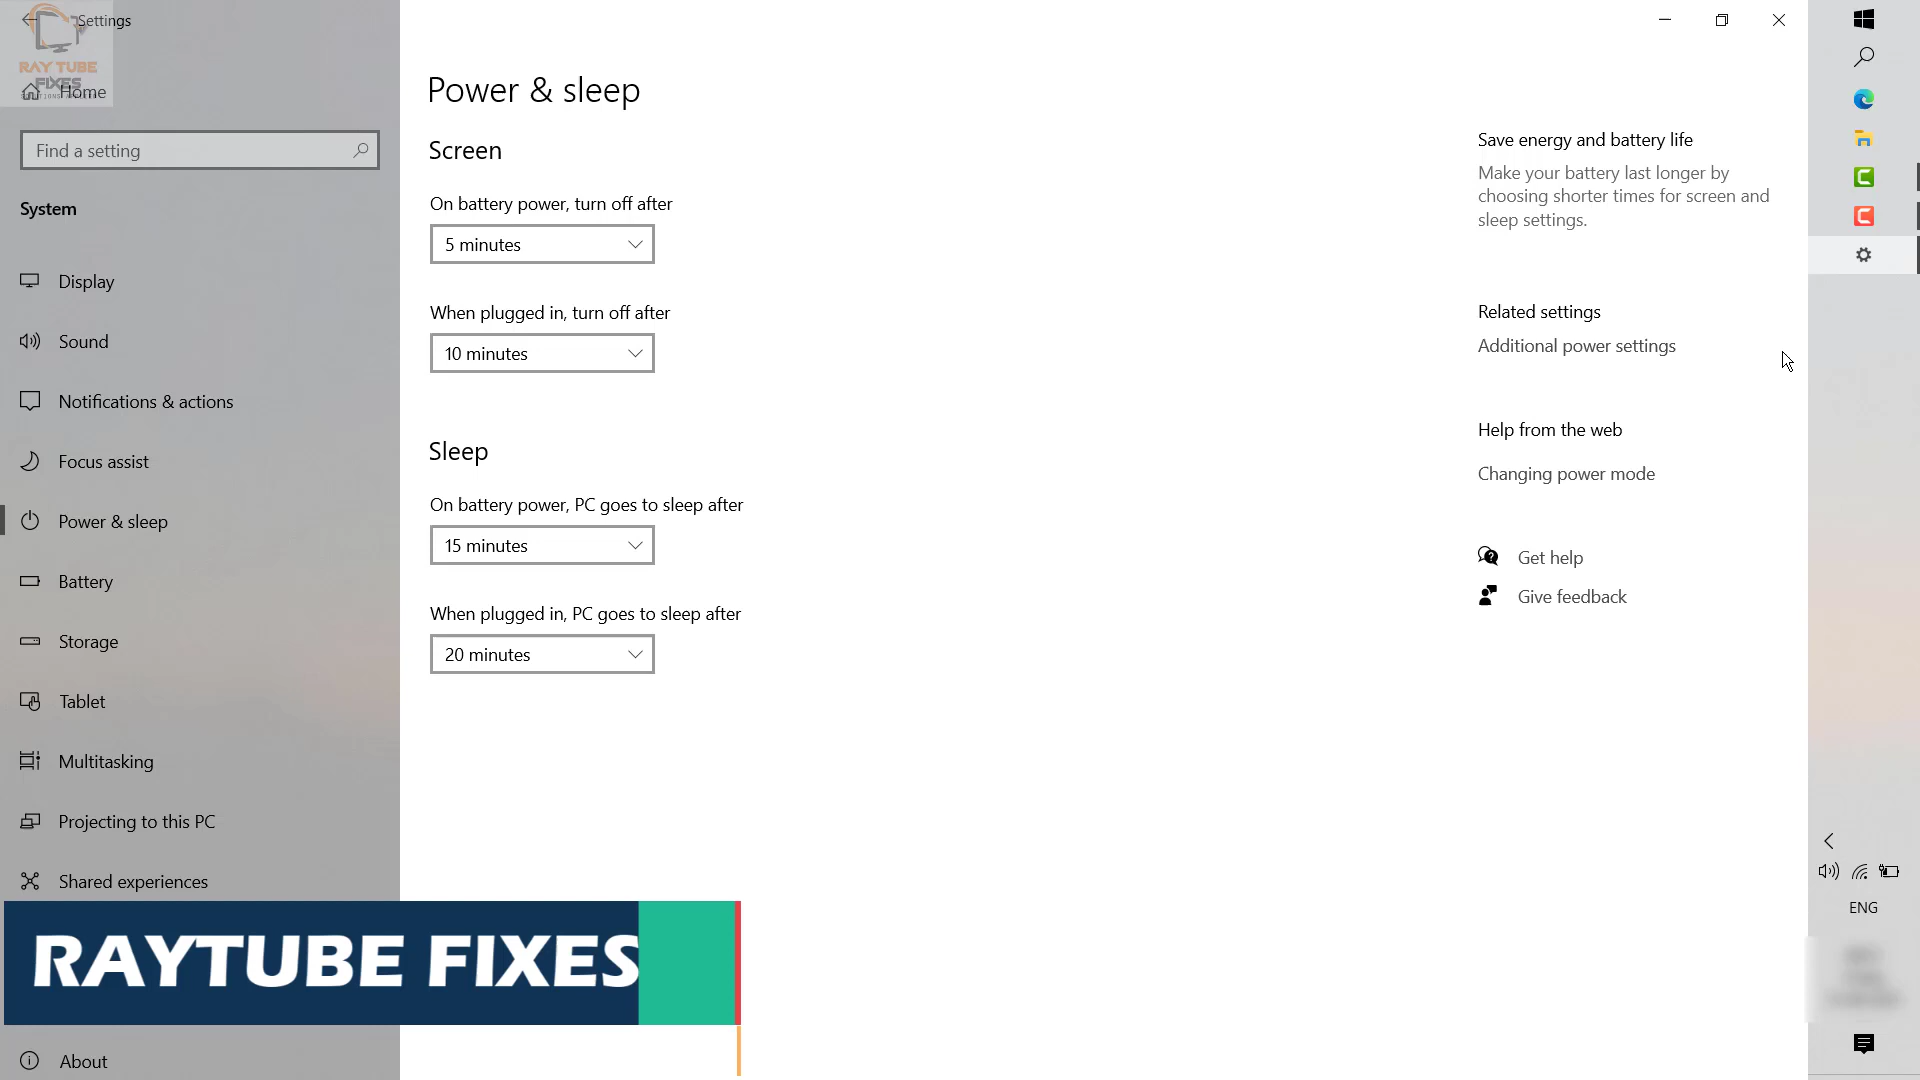 Settings
RAY TUBE
FIXES
Home
Find a setting
System
Display
Sound
Notifications & actions
Focus assist
Power & sleep
Battery
Storage
Tablet
Multitasking
Projecting to this PC
Shared experiences
About
Power & sleep
Screen
On battery power, turn off after
5 minutes
When plugged in, turn off after
10 minutes
Sleep
On battery power, PC goes to sleep after
15 minutes
When plugged in, PC goes to sleep after
20 minutes
Save energy and battery life
Make your battery last longer by
choosing shorter times for screen and
sleep settings.
Related settings
Additional power settings
Help from the web
Changing power mode
Get help
Give feedback
ENG
RAYTUBE FIXES